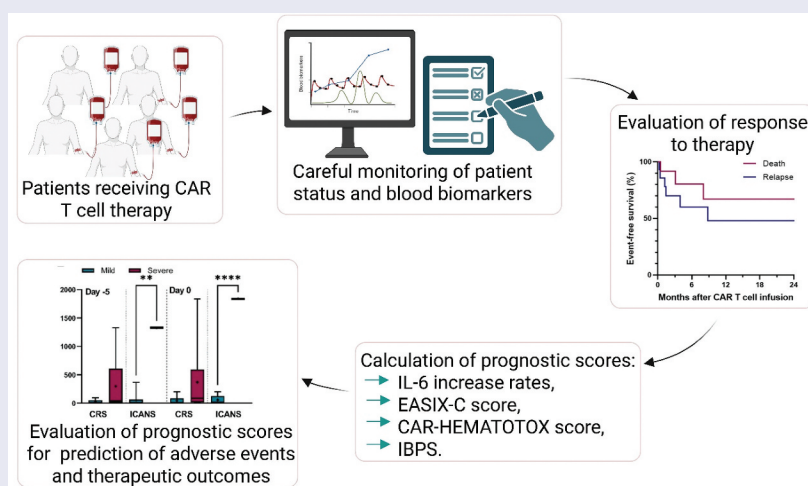 Patients receiving CAR
T cell therapy
Blood biomarkers
Time
Careful monitoring of patient
status and blood biomarkers
Evaluation of response
to therapy
Death
Relapse
Event-free survival (%)
100
50
0
0 6 12 18 24
Months after CAR T cell infusion
Calculation of prognostic scores:
IL-6 increase rates,
EASIX-C score,
CAR-HEMATOTOX score,
IBPS.
Mild Severe
** ****
Day -5 Day 0
2000
1500
1000
500
0
CRS ICANS CRS ICANS
Evaluation of prognostic scores
for prediction of adverse events
and therapeutic outcomes